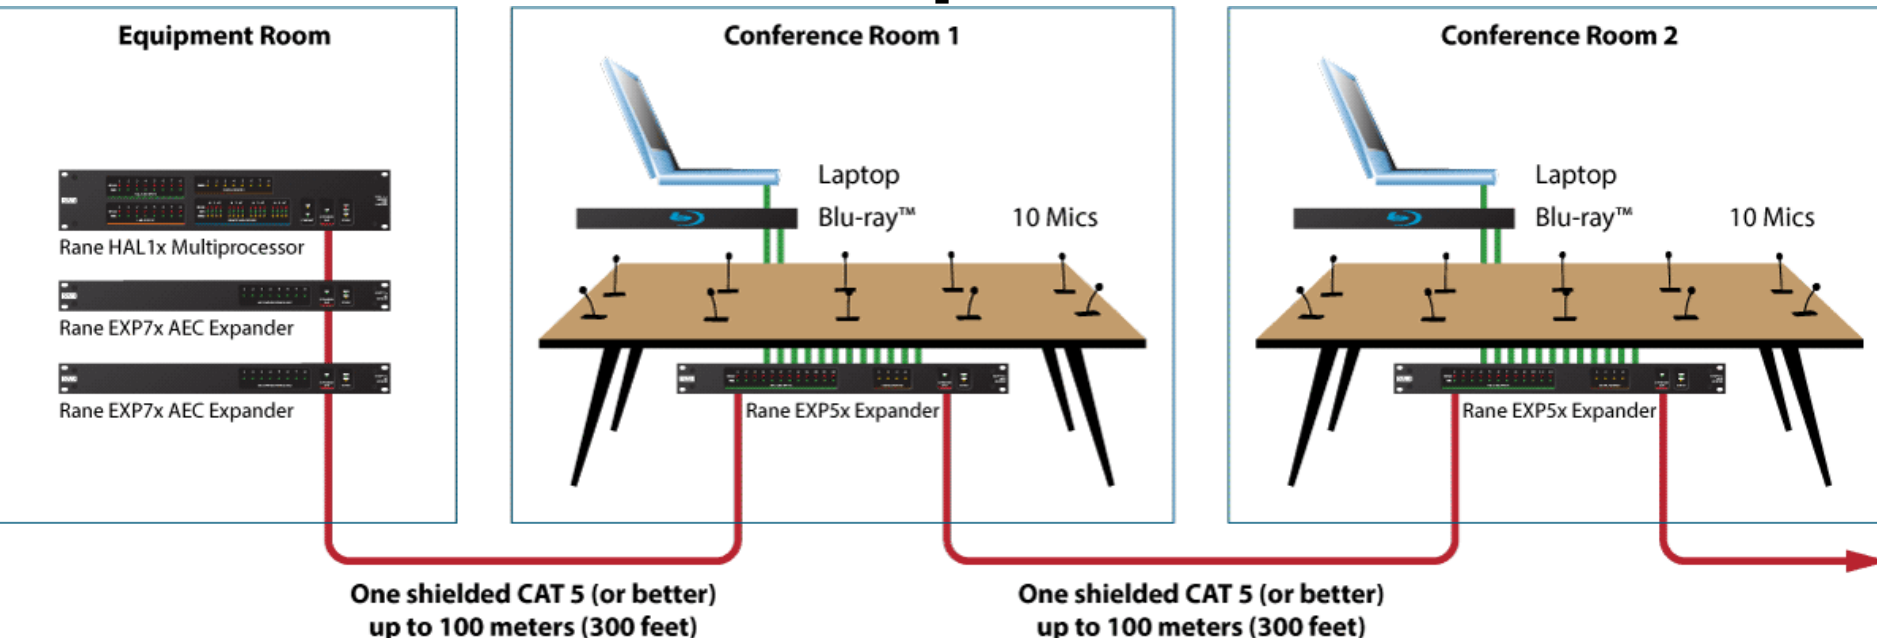 Equipment Room
Rane HAL1x Multiprocessor
Rane EXP7x AEC Expander
Rane EXP7x AEC Expander
Conference Room 1
Laptop
Blu-ray™
10 Mics
Rane EXP5x Expander
Conference Room 2
Laptop
Blu-ray™
10 Mics
Rane EXP5x Expander
One shielded CAT 5 (or better)
up to 100 meters (300 feet)
One shielded CAT 5 (or better)
up to 100 meters (300 feet)